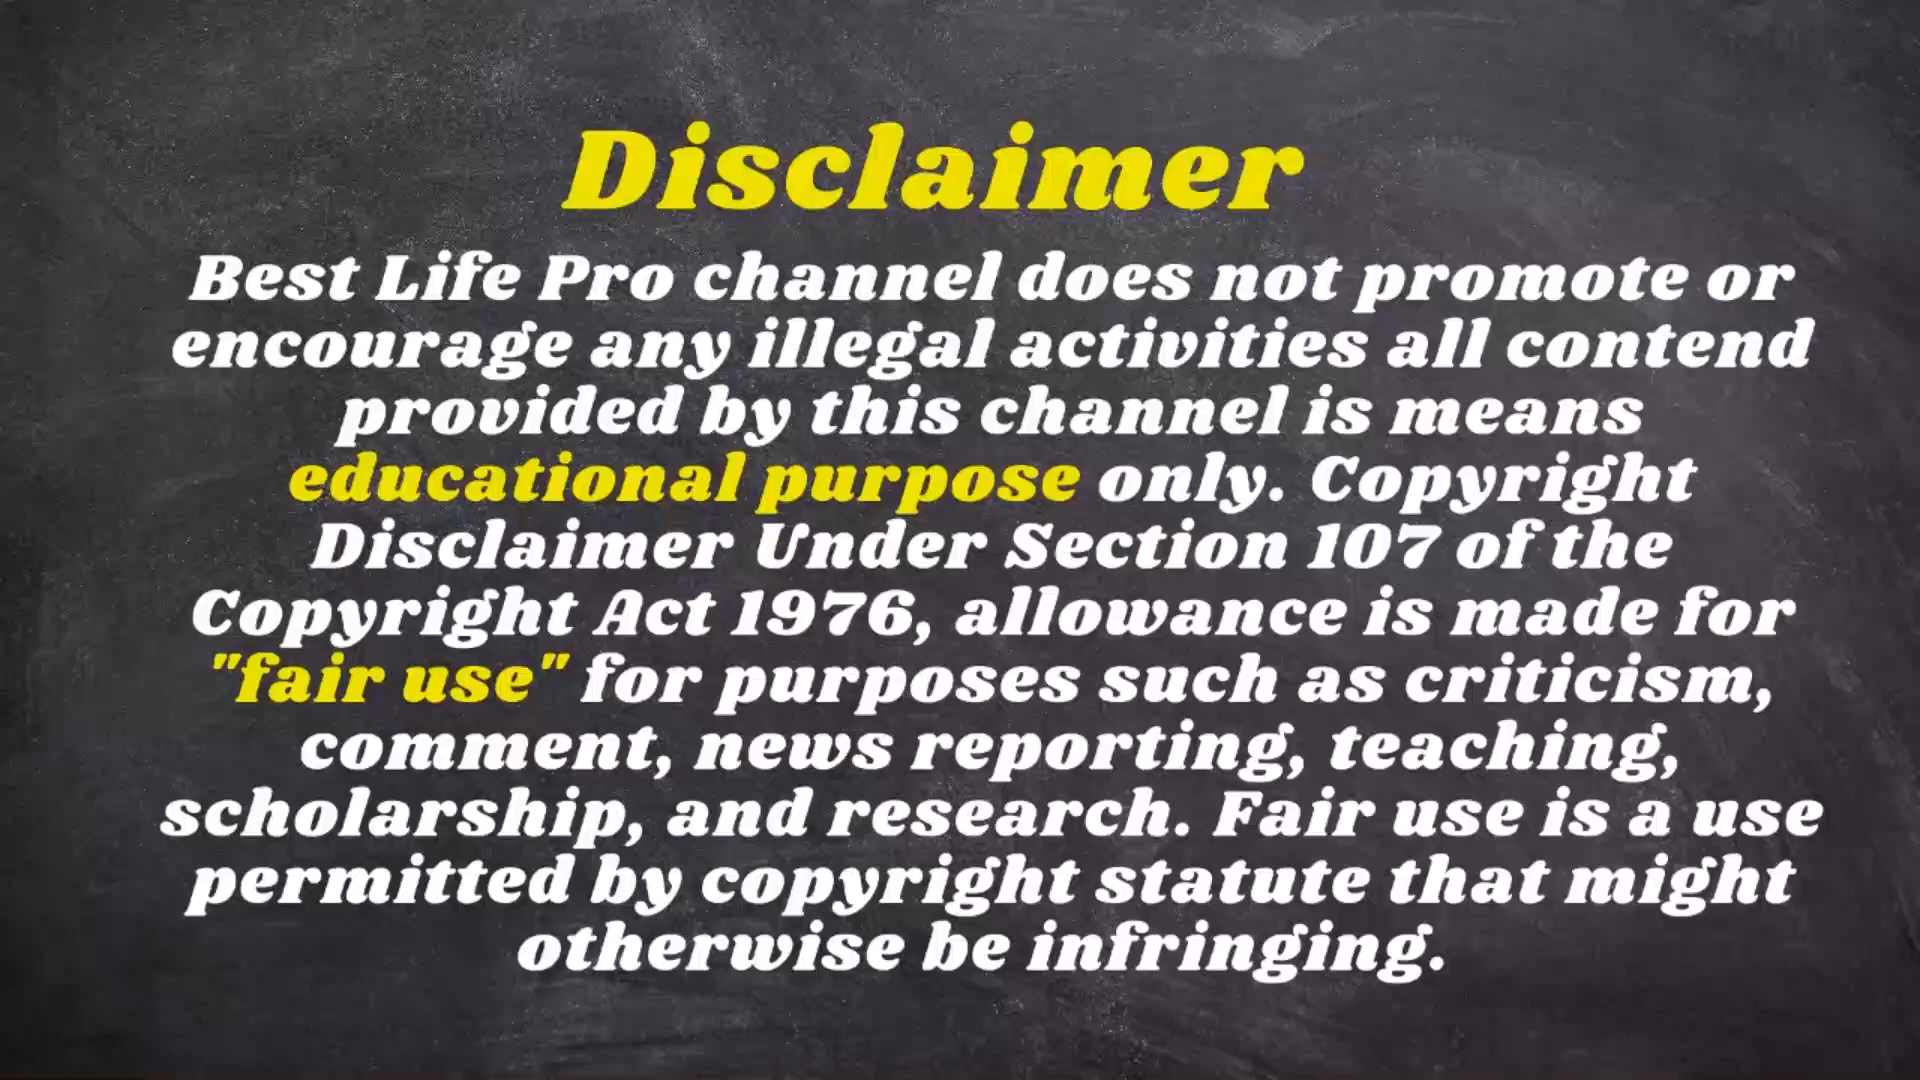 Disclaimer
Best Life Pro channel does not promote or
encourage any illegal activities all contend
provided by this channel is means
educational purpose only. Copyright
Disclaimer Under Section 107 of the
Copyright Act 1976, allowance is made for
"fair use" for purposes such as criticism,
comment, news reporting, teaching,
scholarship, and research. Fair use is a use
permitted by copyright statute that might
otherwise be infringing.